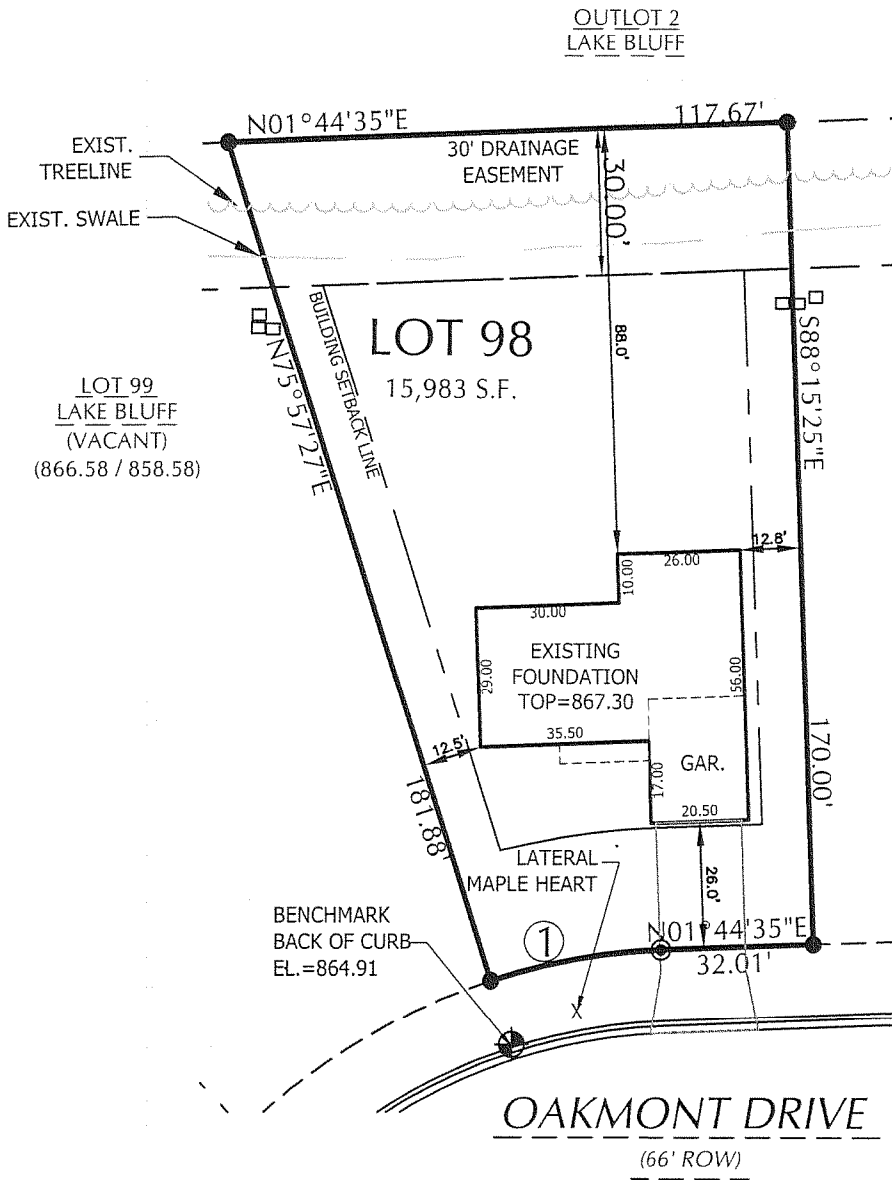 OUTLOT 2
LAKE BLUFF
N01°44'35"E
117.67'
EXIST.
TREELINE
30' DRAINAGE
EASEMENT
30.00'
EXIST. SWALE
BUILDING SETBACK LINE
LOT 98
15,983 S.F.
88.0'
S88°15'25"E
N75°57'27"E
LOT 99
LAKE BLUFF
(VACANT)
(866.58 / 858.58)
12.8'
26.00
10.00
30.00
EXISTING
FOUNDATION
TOP=867.30
29.00
56.00
35.50
12.5'
GAR.
17.00
170.00'
20.50
181.88'
LATERAL
MAPLE HEART
26.0'
BENCHMARK
BACK OF CURB
EL.=864.91
1
N01°44'35"E
32.01'
X
OAKMONT DRIVE
(66' ROW)